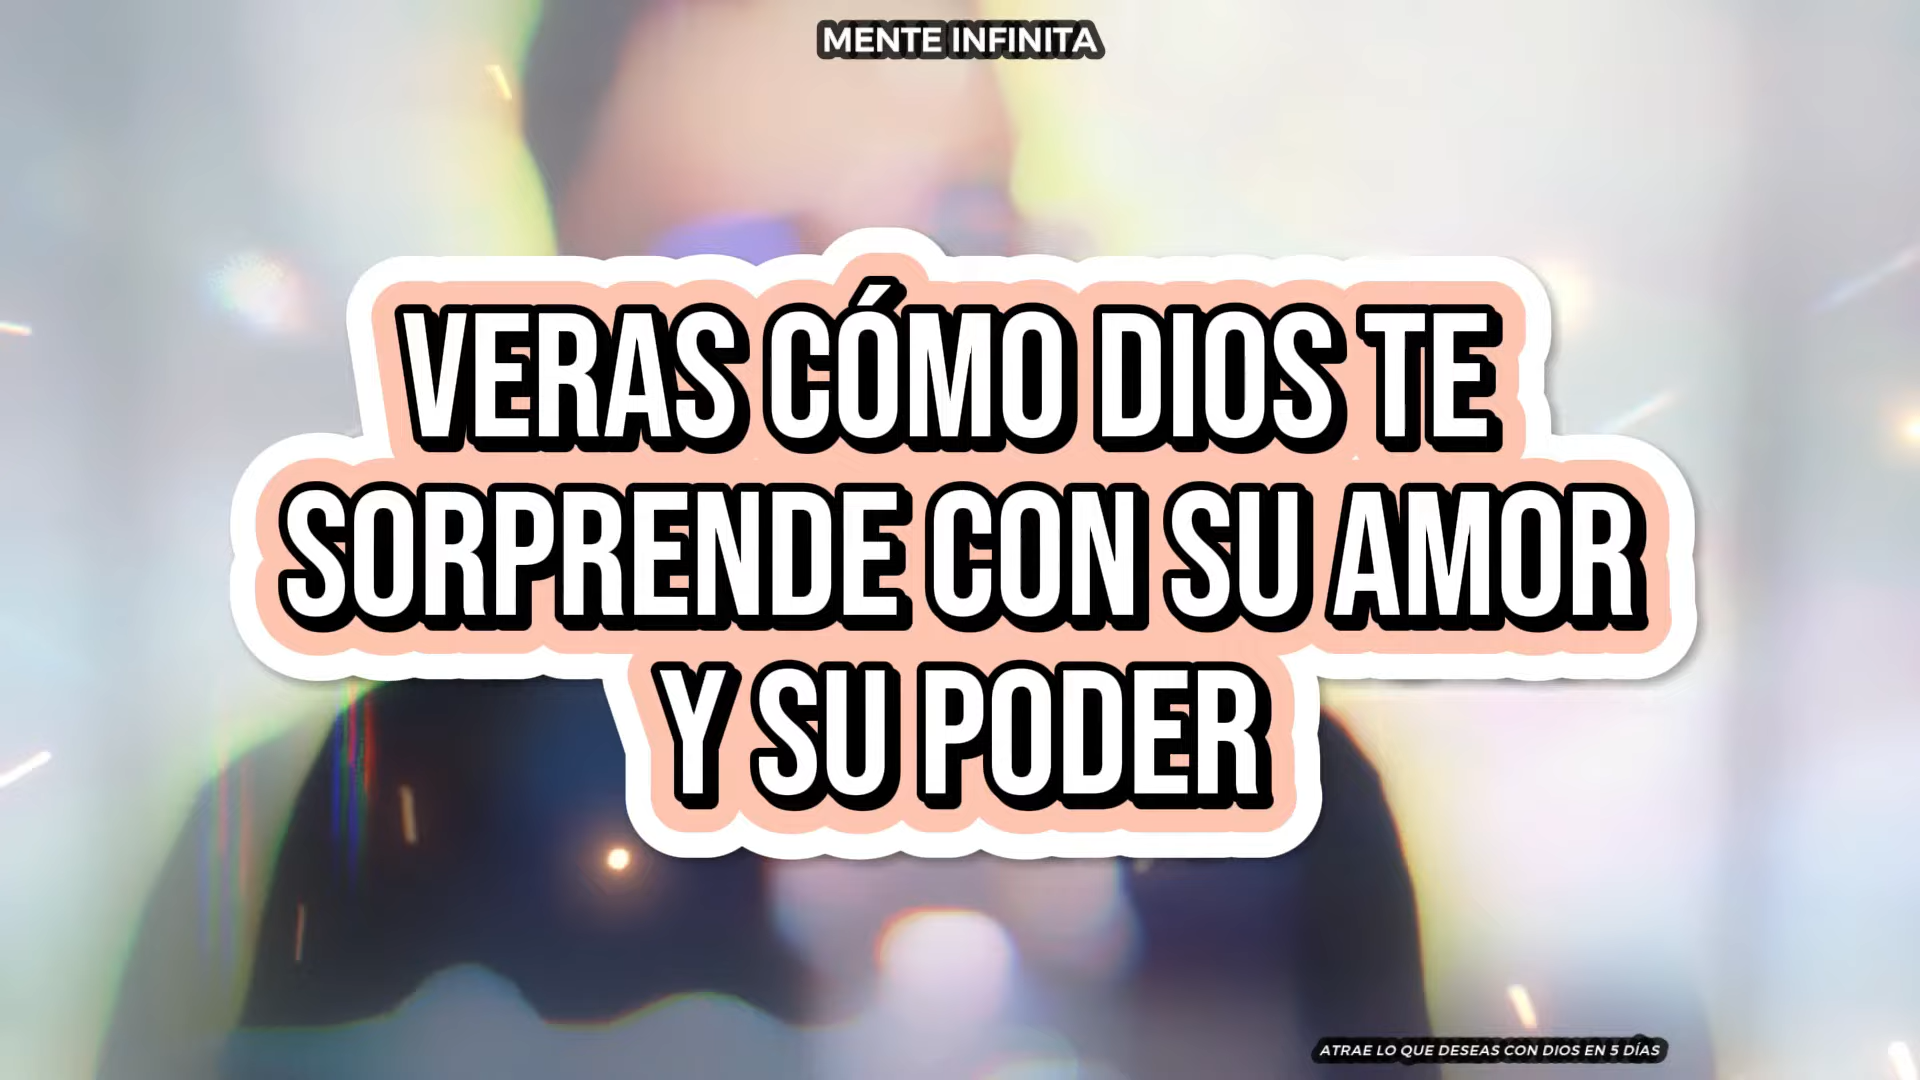 MENTE INFINITA
VERAS CÓMO DIOS TE
SORPRENDE CON SU AMOR
Y SU PODER
ATRAE LO QUE DESEAS CON DIOS EN 5 DÍAS